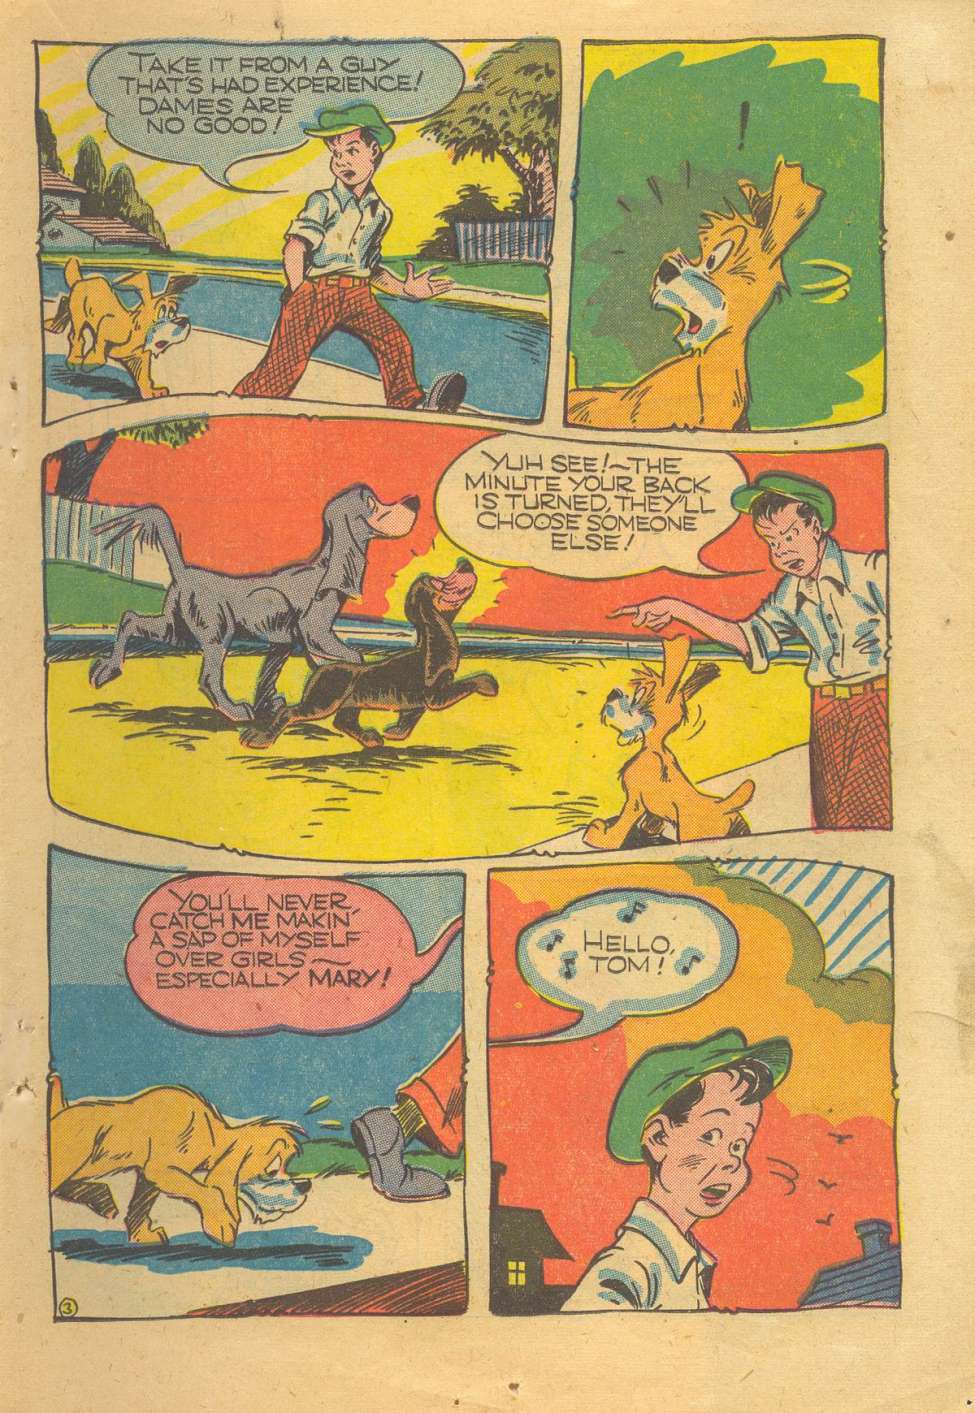 TAKE IT FROM A GUY
THAT'S HAD EXPERIENCE!
DAMES ARE
NO GOOD!
!
YUH SEE!~THE
MINUTE YOUR BACK
IS TURNED, THEY'LL
CHOOSE SOMEONE
ELSE!
YOU'LL NEVER
CATCH ME MAKIN'
A SAP OF MYSELF
OVER GIRLS~
ESPECIALLY MARY!
HELLO,
TOM!
3